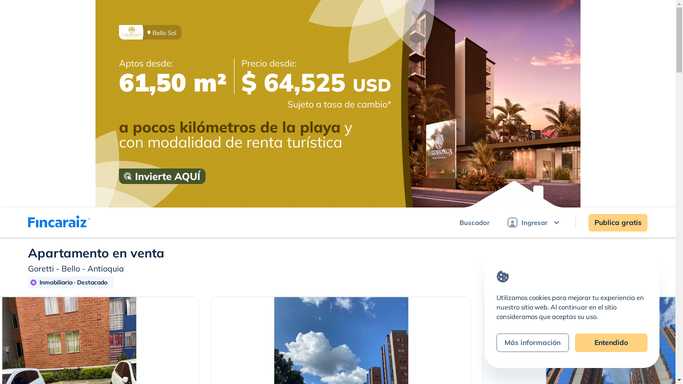 Bello Sol
Aptos desde:
61,50 m²
Precio desde:
$ 64,525 USD
Sujeto a tasa de cambio*
a pocos kilómetros de la playa y
con modalidad de renta turística
Invierte AQUÍ
Fincaraiz
Buscador
Ingresar
Publica gratis
Apartamento en venta
Goretti - Bello - Antioquia
Inmobiliaria · Destacado
Utilizamos cookies para mejorar tu experiencia en
nuestro sitio web. Al continuar en el sitio
consideramos que aceptas su uso.
Más información
Entendido